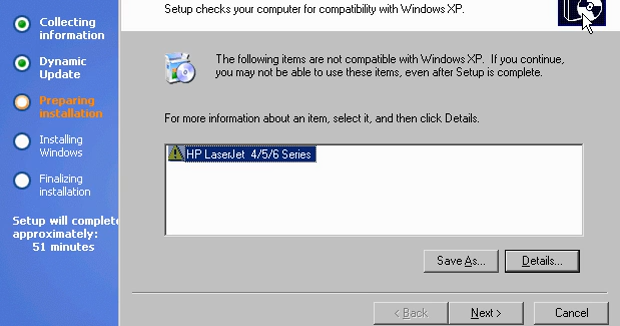 Setup checks your computer for compatibility with Windows XP.
Collecting
information
Dynamic
Update
Preparing
installation
Installing
Windows
Finalizing
installation
Setup will complete
approximately:
51 minutes
The following items are not compatible with Windows XP.  If you continue,
you may not be able to use these items, even after Setup is complete.
For more information about an item, select it, and then click Details.
HP LaserJet  4/5/6 Series
Save As...
Details...
< Back
Next >
Cancel